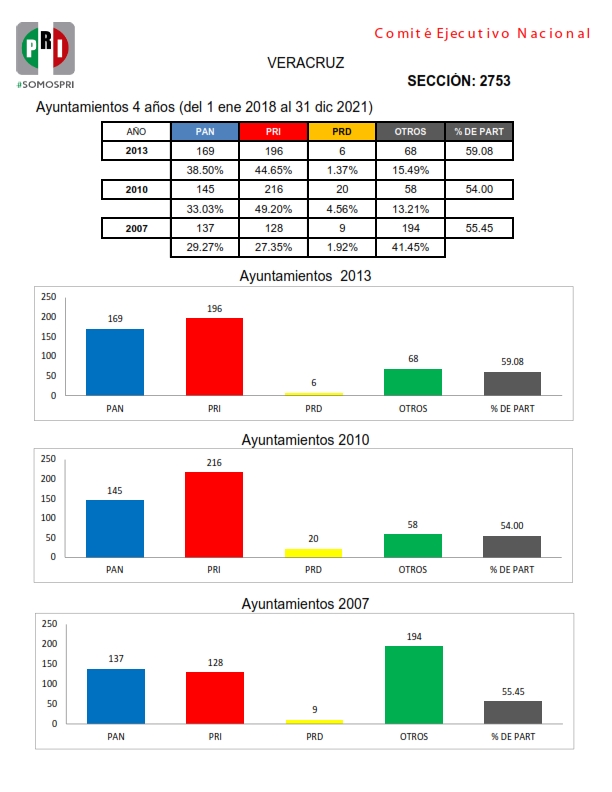 Comité Ejecutivo Nacional
PRI
#SOMOSPRI
VERACRUZ
SECCIÓN: 2753
Ayuntamientos 4 años (del 1 ene 2018 al 31 dic 2021)
AÑO PAN PRI PRD OTROS % DE PART
2013 169 196 6 68 59.08
38.50% 44.65% 1.37% 15.49%
2010 145 216 20 58 54.00
33.03% 49.20% 4.56% 13.21%
2007 137 128 9 194 55.45
29.27% 27.35% 1.92% 41.45%
Ayuntamientos 2013
250
200
150
100
50
0
169 196 6 68 59.08
PAN PRI PRD OTROS % DE PART
Ayuntamientos 2010
250
200
150
100
50
0
145 216 20 58 54.00
PAN PRI PRD OTROS % DE PART
Ayuntamientos 2007
250
200
150
100
50
0
137 128 9 194 55.45
PAN PRI PRD OTROS % DE PART